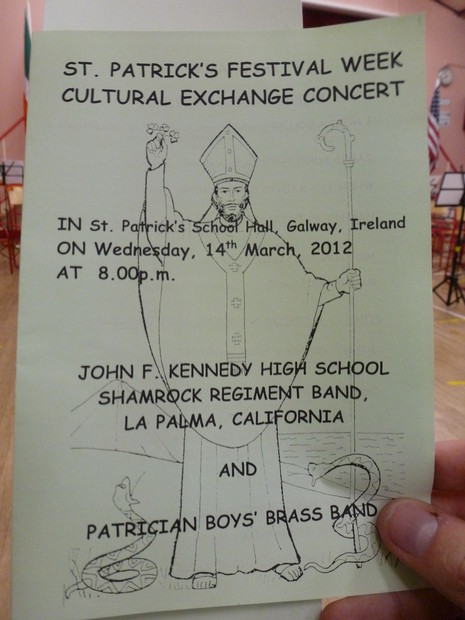 ST. PATRICK'S FESTIVAL WEEK
CULTURAL EXCHANGE CONCERT
IN St. Patrick's School Hall, Galway, Ireland
ON Wednesday, 14th March, 2012
AT 8.00p.m.
JOHN F. KENNEDY HIGH SCHOOL
SHAMROCK REGIMENT BAND,
LA PALMA, CALIFORNIA
AND
PATRICIAN BOYS' BRASS BAND